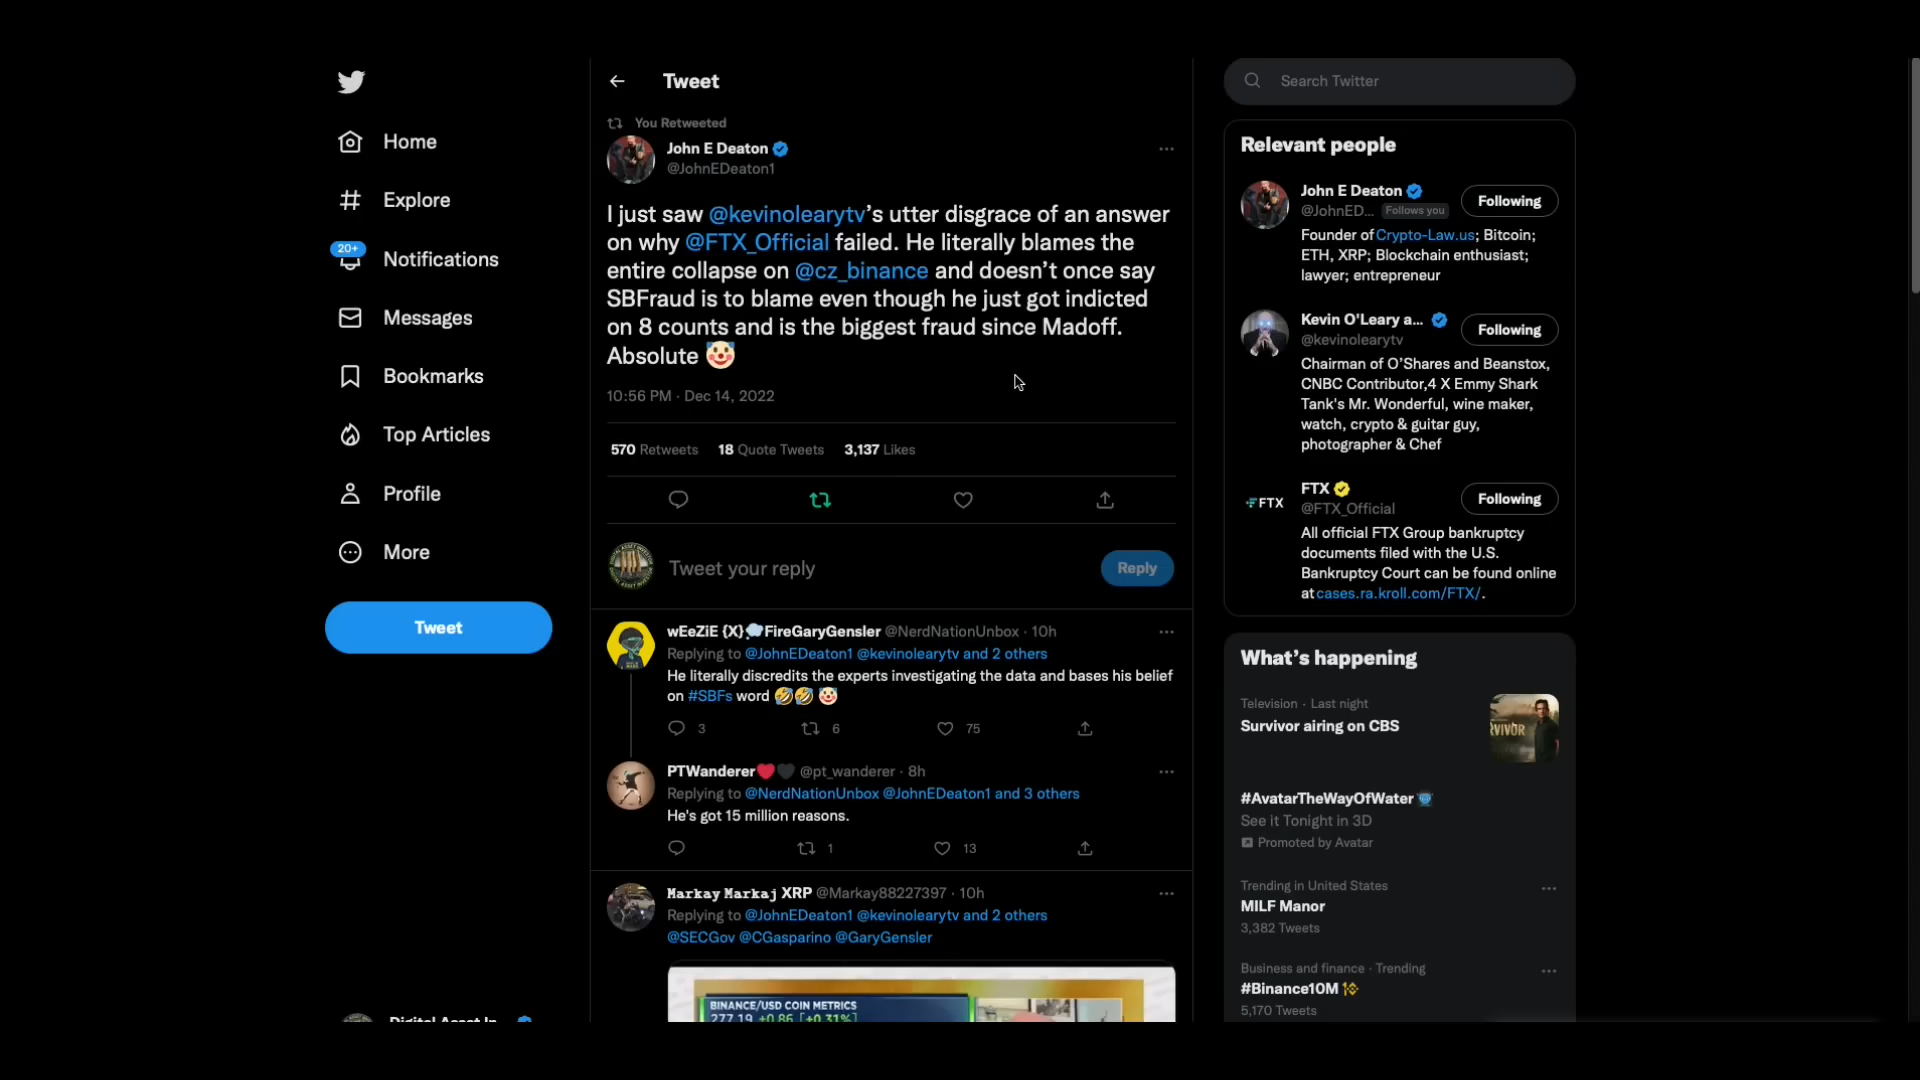 Home
Explore
20+
Notifications
Messages
Bookmarks
Top Articles
Profile
More
Tweet
Tweet
You Retweeted
John E Deaton
@JohnEDeaton1
I just saw @kevinolearytv’s utter disgrace of an answer
on why @FTX_Official failed. He literally blames the
entire collapse on @cz_binance and doesn’t once say
SBFraud is to blame even though he just got indicted
on 8 counts and is the biggest fraud since Madoff.
Absolute 🤡
10:56 PM · Dec 14, 2022
570 Retweets 18 Quote Tweets 3,137 Likes
Tweet your reply
Reply
wEeZiE {X}💭FireGaryGensler @NerdNationUnbox · 10h
Replying to @JohnEDeaton1 @kevinolearytv and 2 others
He literally discredits the experts investigating the data and bases his belief
on #SBFs word 🤣🤣 🤡
3 6 75
PTWanderer❤️🖤 @pt_wanderer · 8h
Replying to @NerdNationUnbox @JohnEDeaton1 and 3 others
He's got 15 million reasons.
1 13
Markay Markaj XRP @Markay88227397 · 10h
Replying to @JohnEDeaton1 @kevinolearytv and 2 others
@SECGov @CGasparino @GaryGensler
BINANCE/USD COIN METRICS
277.19 +0.86 [+0.31%]
Search Twitter
Relevant people
John E Deaton
Following
@JohnED... Follows you
Founder of Crypto-Law.us; Bitcoin;
ETH, XRP; Blockchain enthusiast;
lawyer; entrepreneur
Kevin O'Leary a...
Following
@kevinolearytv
Chairman of O’Shares and Beanstox,
CNBC Contributor,4 X Emmy Shark
Tank's Mr. Wonderful, wine maker,
watch, crypto & guitar guy,
photographer & Chef
FTX
FTX
Following
@FTX_Official
All official FTX Group bankruptcy
documents filed with the U.S.
Bankruptcy Court can be found online
at cases.ra.kroll.com/FTX/.
What’s happening
Television · Last night
Survivor airing on CBS
#AvatarTheWayOfWater
See it Tonight in 3D
Promoted by Avatar
Trending in United States
MILF Manor
3,382 Tweets
Business and finance · Trending
#Binance10M
5,170 Tweets